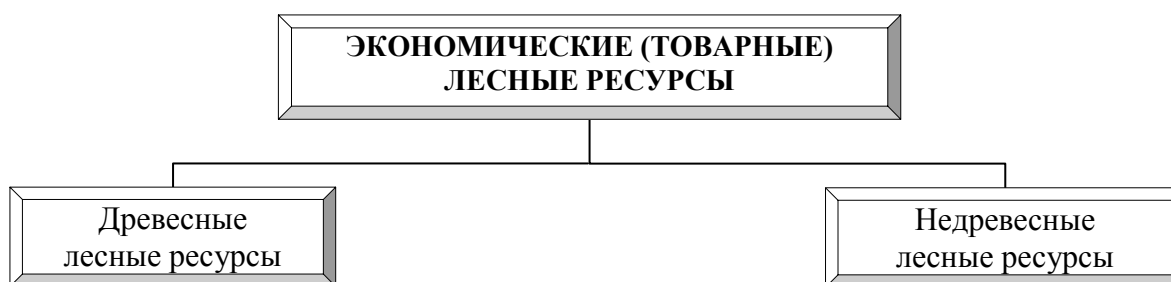 ЭКОНОМИЧЕСКИЕ (ТОВАРНЫЕ)
ЛЕСНЫЕ РЕСУРСЫ
Древесные
лесные ресурсы
Недревесные
лесные ресурсы